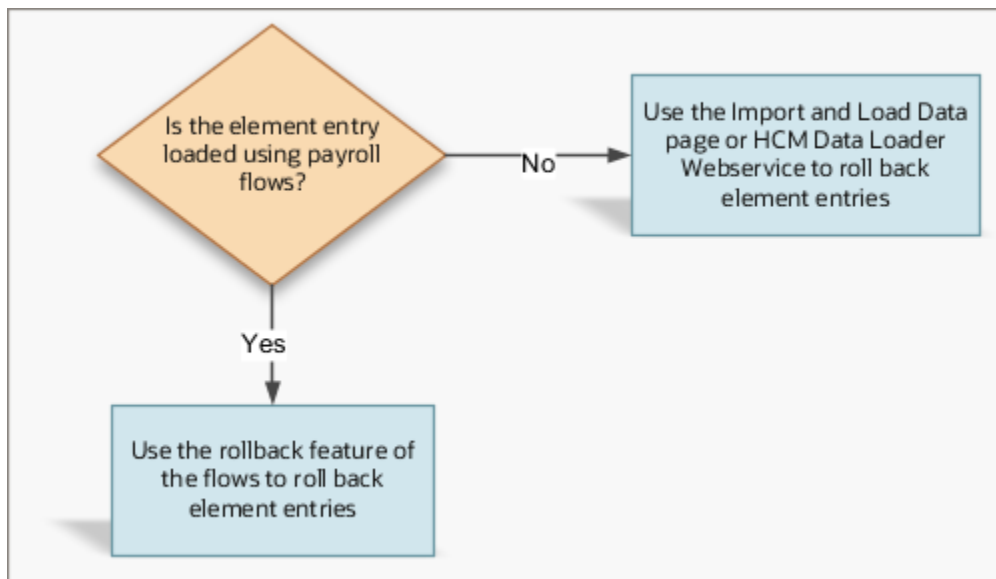 Is the element entry
loaded using payroll
flows?
No
Use the Import and Load Data
page or HCM Data Loader
Webservice to roll back
element entries
Yes
Use the rollback feature of
the flows to roll back
element entries